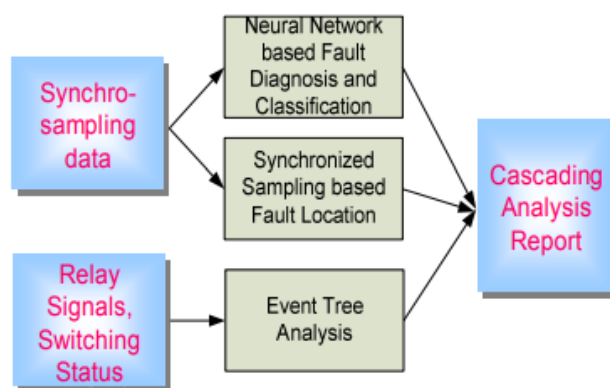 Neural Network
based Fault
Diagnosis and
Classification
Synchro-
sampling
data
Synchronized
Sampling based
Fault Location
Cascading
Analysis
Report
Relay
Signals,
Switching
Status
Event Tree
Analysis